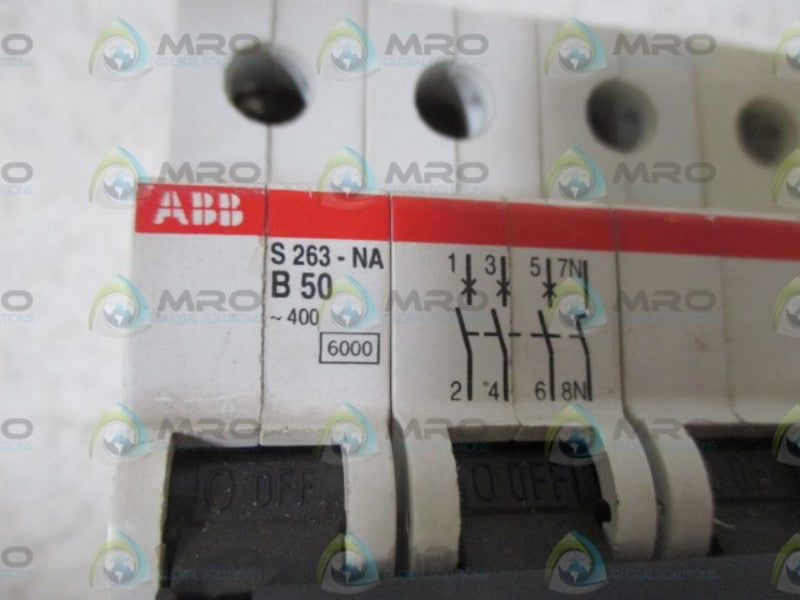 ABB
S 263 - NA
B 50
~ 400
6000
1 3 5 7N
2 4 6 8N
O OFF O OFF OFF
MRO
GLOBAL SOLUTIONS